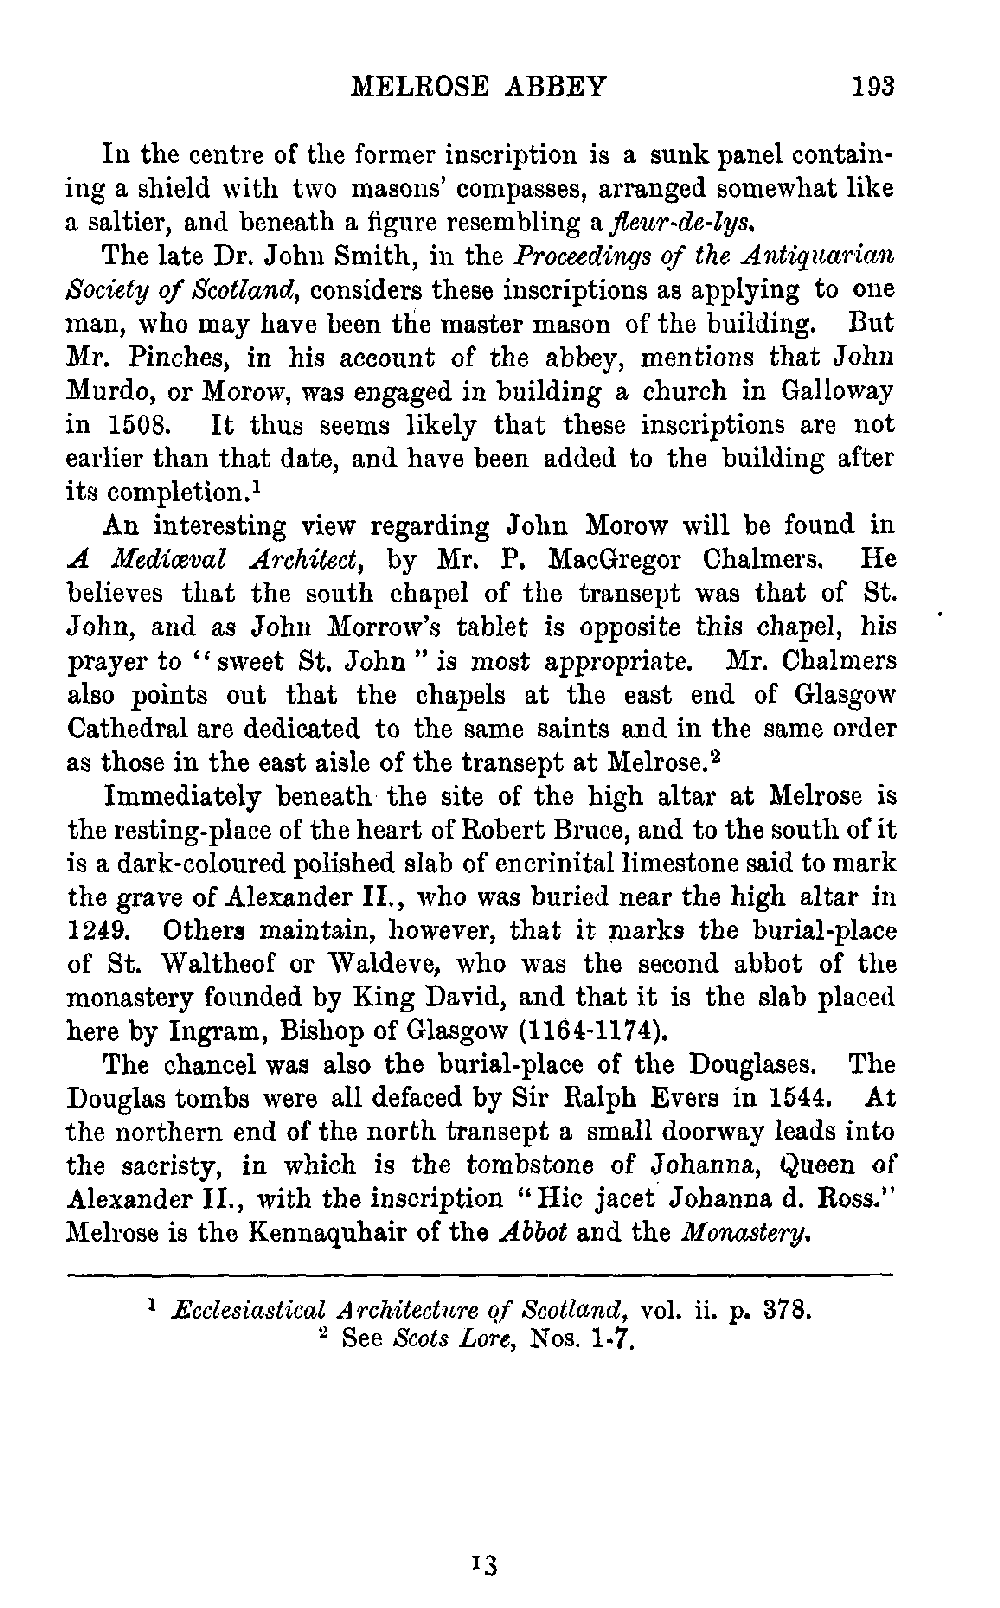 MELROSE ABBEY 193
In the centre of the former inscription is a sunk panel contain-
ing a shield with two masons' compasses, arranged somewhat like
a saltier, and beneath a figure resembling a fleur-de-lys.
The late Dr. John Smith, in the Proceedings of the Antiquarian
Society of Scotland, considers these inscriptions as applying to one
man, who may have been the master mason of the building. But
Mr. Pinches, in his account of the abbey, mentions that John
Murdo, or Morow, was engaged in building a church in Galloway
in 1508. It thus seems likely that these inscriptions are not
earlier than that date, and have been added to the building after
its completion.¹
An interesting view regarding John Morow will be found in
A Mediæval Architect, by Mr. P. MacGregor Chalmers. He
believes that the south chapel of the transept was that of St.
John, and as John Morrow's tablet is opposite this chapel, his
prayer to "sweet St. John" is most appropriate. Mr. Chalmers
also points out that the chapels at the east end of Glasgow
Cathedral are dedicated to the same saints and in the same order
as those in the east aisle of the transept at Melrose.²
Immediately beneath the site of the high altar at Melrose is
the resting-place of the heart of Robert Bruce, and to the south of it
is a dark-coloured polished slab of encrinital limestone said to mark
the grave of Alexander II., who was buried near the high altar in
1249. Others maintain, however, that it marks the burial-place
of St. Waltheof or Waldeve, who was the second abbot of the
monastery founded by King David, and that it is the slab placed
here by Ingram, Bishop of Glasgow (1164-1174).
The chancel was also the burial-place of the Douglases. The
Douglas tombs were all defaced by Sir Ralph Evers in 1544. At
the northern end of the north transept a small doorway leads into
the sacristy, in which is the tombstone of Johanna, Queen of
Alexander II., with the inscription "Hic jacet Johanna d. Ross."
Melrose is the Kennaquhair of the Abbot and the Monastery.
¹ Ecclesiastical Architecture of Scotland, vol. ii. p. 378.
² See Scots Lore, Nos. 1-7.
13